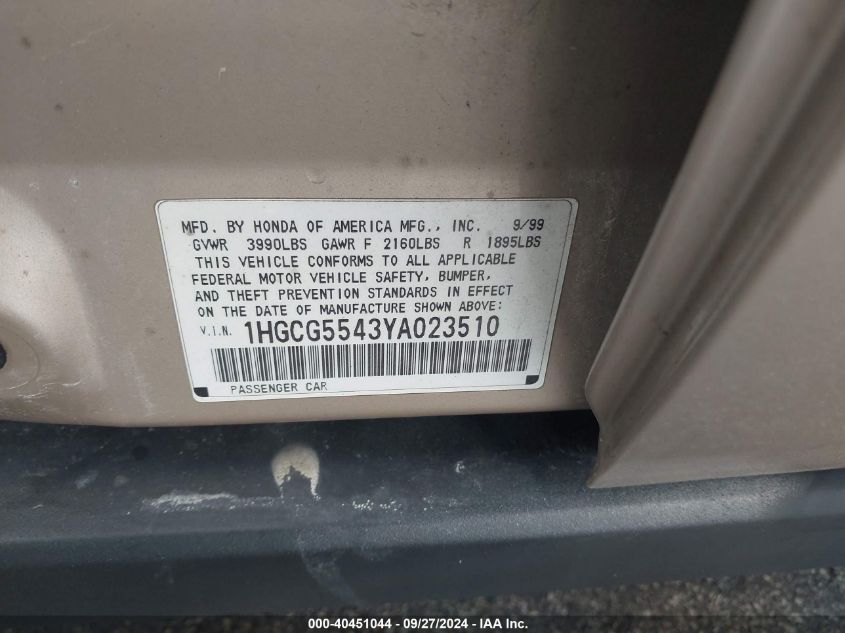 MFD. BY HONDA OF AMERICA MFG., INC. 9/99
GVWR 3990LBS GAWR F 2160LBS R 1895LBS
THIS VEHICLE CONFORMS TO ALL APPLICABLE
FEDERAL MOTOR VEHICLE SAFETY, BUMPER,
AND THEFT PREVENTION STANDARDS IN EFFECT
ON THE DATE OF MANUFACTURE SHOWN ABOVE:
V.I.N. 1HGCG5543YA023510
PASSENGER CAR
000-40451044 - 09/27/2024 - IAAI.COM